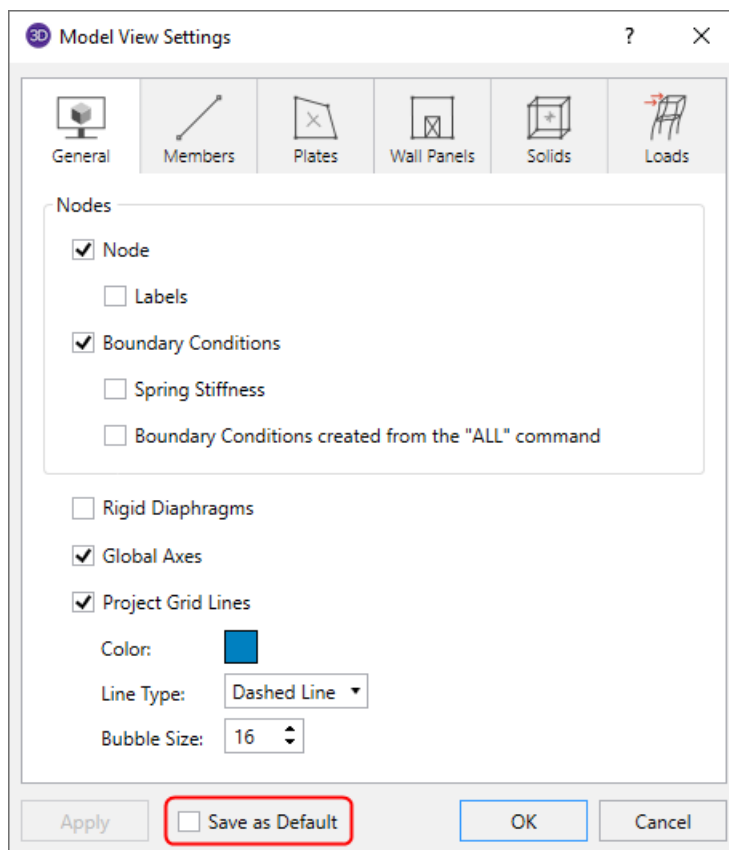 3D Model View Settings ?
General Members Plates Wall Panels Solids Loads
Nodes
Node
Labels
Boundary Conditions
Spring Stiffness
Boundary Conditions created from the "ALL" command
Rigid Diaphragms
Global Axes
Project Grid Lines
Color:
Line Type: Dashed Line
Bubble Size: 16
Apply Save as Default OK Cancel